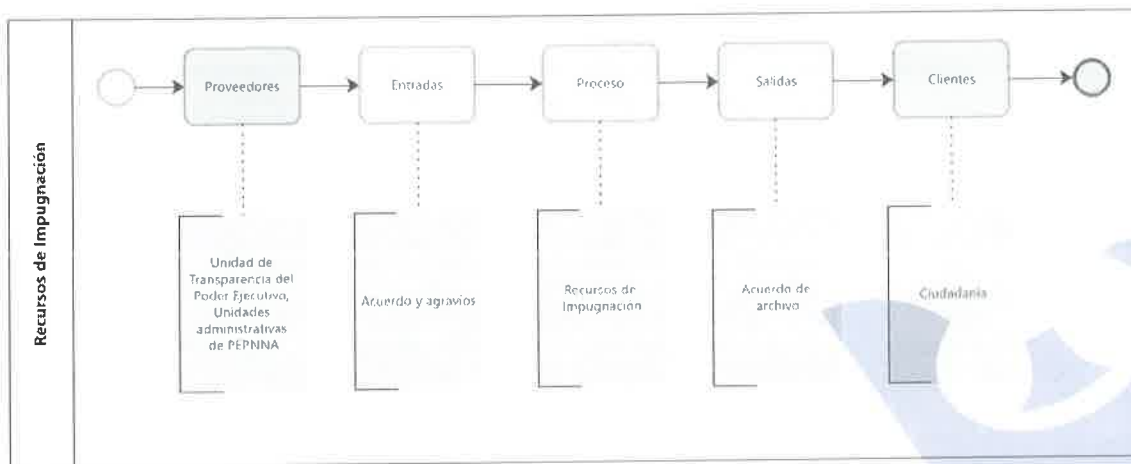 Recursos de Impugnación
Proveedores
Entradas
Proceso
Salidas
Clientes
Unidad de
Transparencia del
Poder Ejecutivo,
Unidades
administrativas
de PEPNNA
Acuerdo y agravios
Recursos de
Impugnación
Acuerdo de
archivo
Ciudadanía